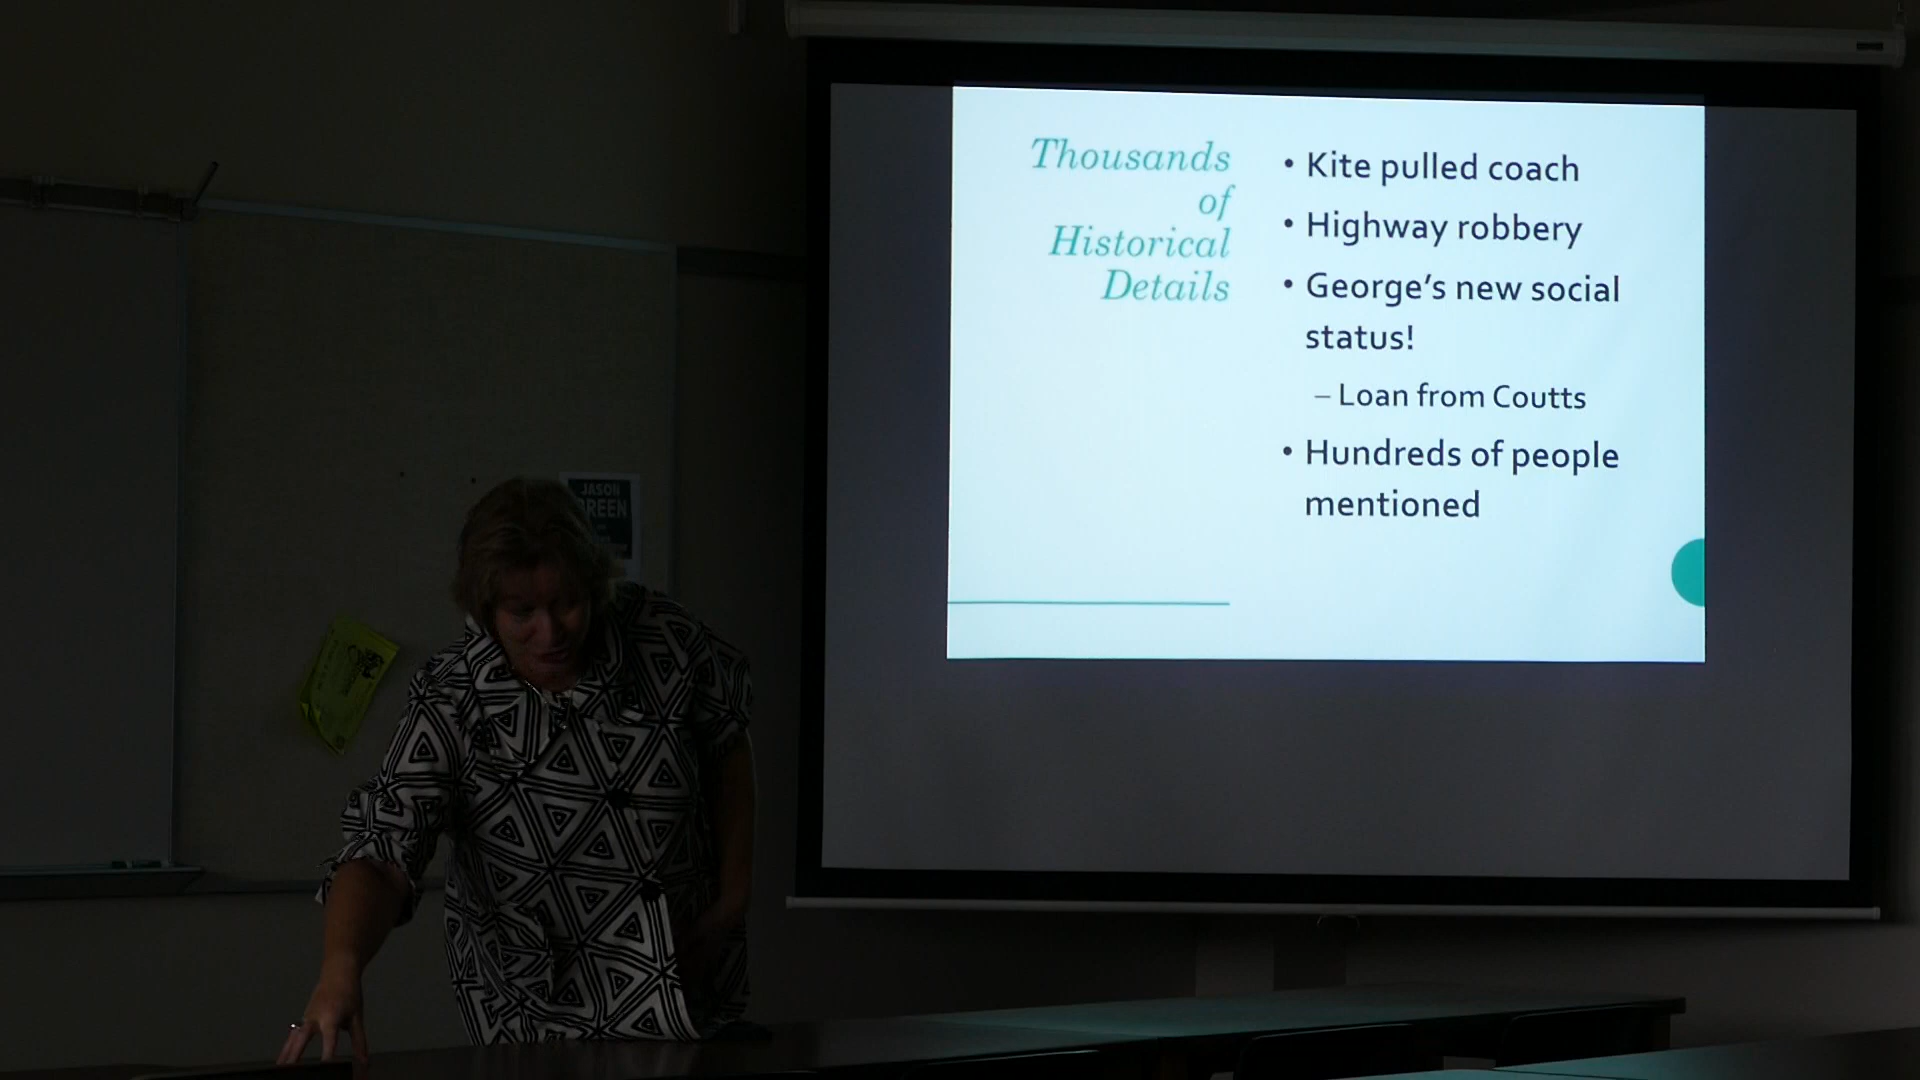 Thousands
of
Historical
Details
• Kite pulled coach
• Highway robbery
• George's new social
status!
– Loan from Coutts
• Hundreds of people
mentioned
JASON